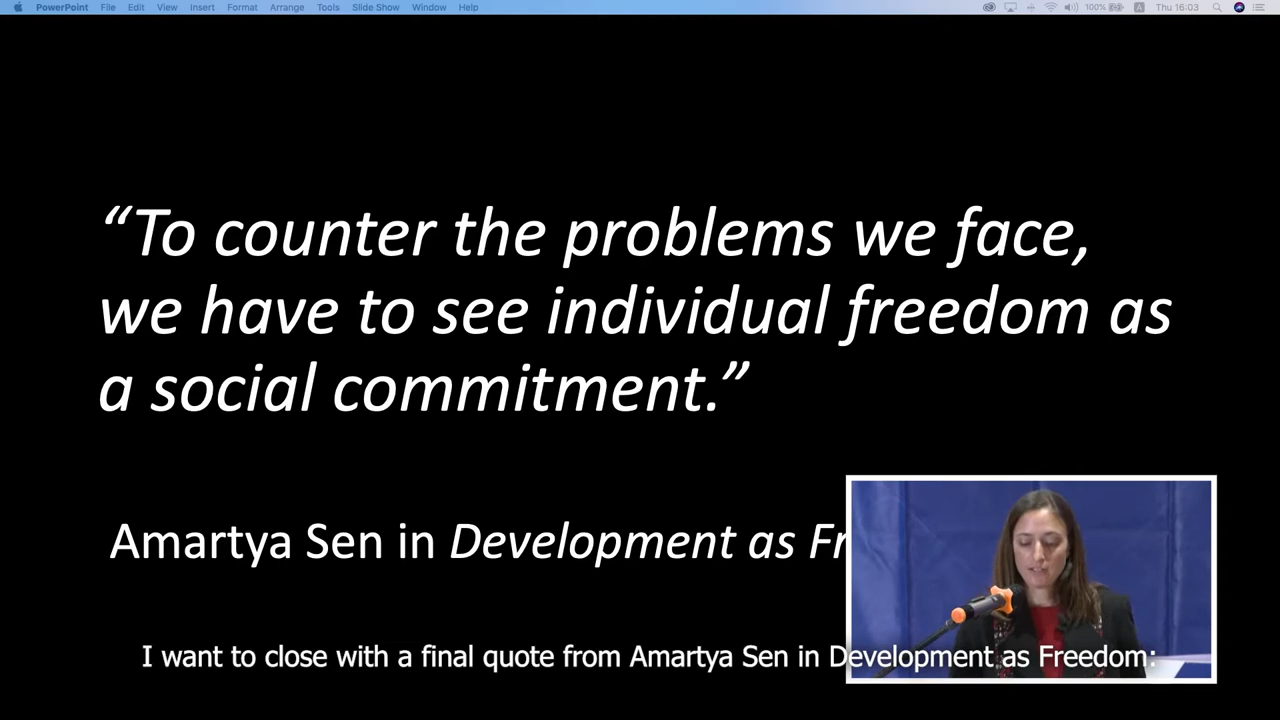 PowerPoint File Edit View Insert Format Arrange Tools Slide Show Window Help 100% A Thu 16:03
“To counter the problems we face,
we have to see individual freedom as
a social commitment.”
Amartya Sen in Development as Fr
I want to close with a final quote from Amartya Sen in Development as Freedom: